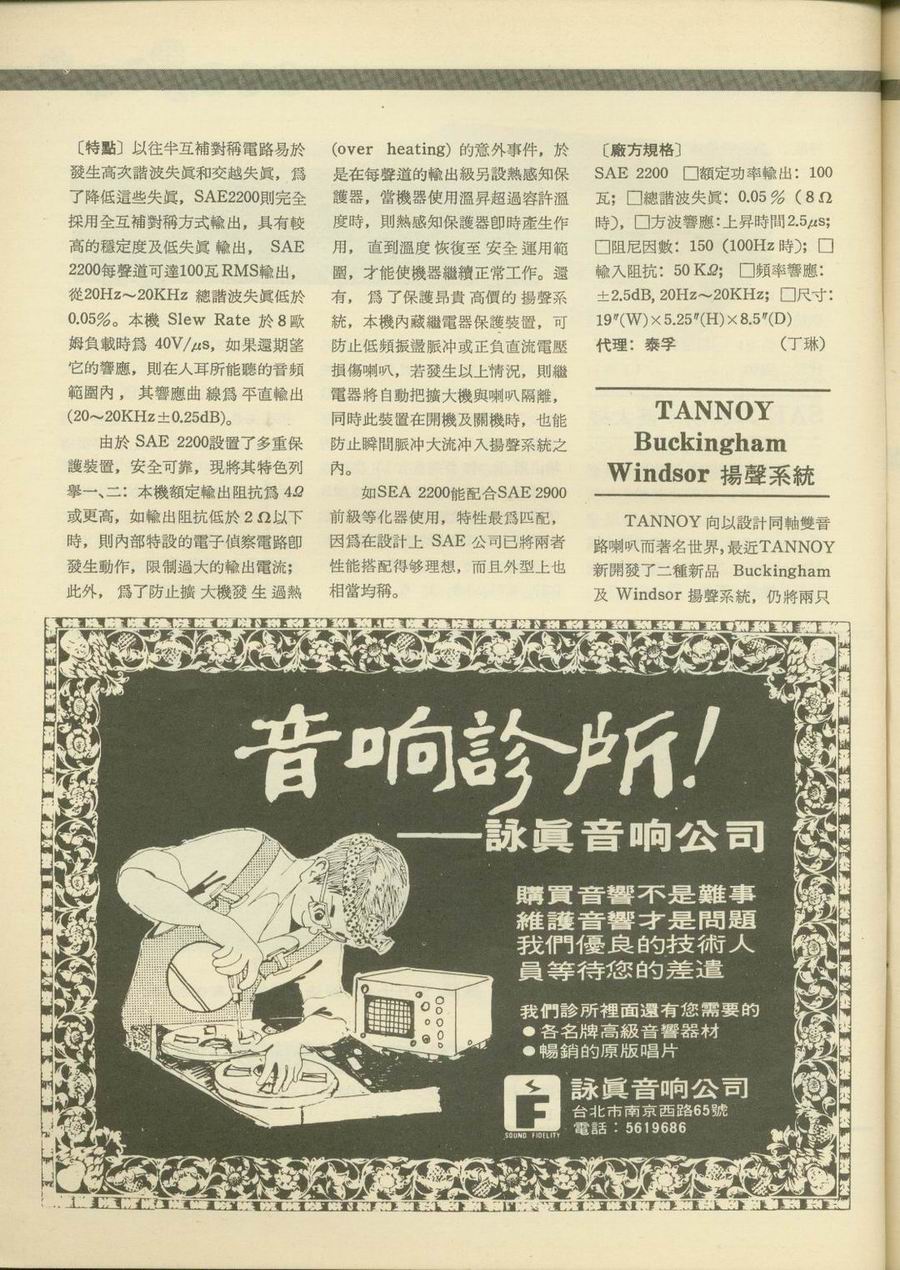 〔特點〕以往半互補對稱電路易於
發生高次諧波失眞和交越失眞，爲
了降低這些失眞，SAE2200則完全
採用全互補對稱方式輸出，具有較
高的穩定度及低失眞輸出， SAE
2200每聲道可達100瓦RMS輸出，
從20Hz～20KHz 總諧波失眞低於
0.05%。本機 Slew Rate 於8歐
姆負載時爲 40V/μs，如果還期望
它的響應，則在人耳所能聽的音頻
範圍內，其響應曲線爲平直輸出
(20～20KHz±0.25dB)。
由於 SAE 2200設置了多重保
護裝置，安全可靠，現將其特色列
擧一、二：本機額定輸出阻抗爲 4Ω
或更高，如輸出阻抗低於 2 Ω以下
時，則內部特設的電子偵察電路卽
發生動作，限制過大的輸出電流；
此外，爲了防止擴大機發生過熱
(over heating) 的意外事件，於
是在每聲道的輸出級另設熱感知保
護器，當機器使用溫昇超過容許溫
度時，則熱感知保護器卽時產生作
用，直到溫度恢復至安全運用範
圍，才能使機器繼續正常工作。還
有，爲了保護昂貴高價的揚聲系
統，本機內藏繼電器保護裝置，可
防止低頻振盪脈冲或正負直流電壓
損傷喇叭，若發生以上情況，則繼
電器將自動把擴大機與喇叭隔離，
同時此裝置在開機及關機時，也能
防止瞬間脈冲大流冲入揚聲系統之
內。
如SEA 2200能配合SAE 2900
前級等化器使用，特性最爲匹配，
因爲在設計上 SAE 公司已將兩者
性能搭配得够理想，而且外型上也
相當均稱。
〔廠方規格〕
SAE 2200 □額定功率輸出：100
瓦；□總諧波失眞：0.05%（8Ω
時），□方波響應：上昇時間2.5μs；
□阻尼因數：150（100Hz時）；□
輸入阻抗：50 KΩ； □頻率響應：
±2.5dB, 20Hz～20KHz；□尺寸：
19″(W)×5.25″(H)×8.5″(D)
代理：泰孚 （丁琳）
TANNOY
Buckingham
Windsor 揚聲系統
TANNOY 向以設計同軸雙音
路喇叭而著名世界，最近TANNOY
新開發了二種新品 Buckingham
及 Windsor 揚聲系統，仍將兩只
音响診所！
——詠眞音响公司
購買音響不是難事
維護音響才是問題
我們優良的技術人
員等待您的差遣
我們診所裡面還有您需要的
●各名牌高級音響器材
●暢銷的原版唱片
SOUND FIDELITY
詠眞音响公司
台北市南京西路65號
電話：5619686